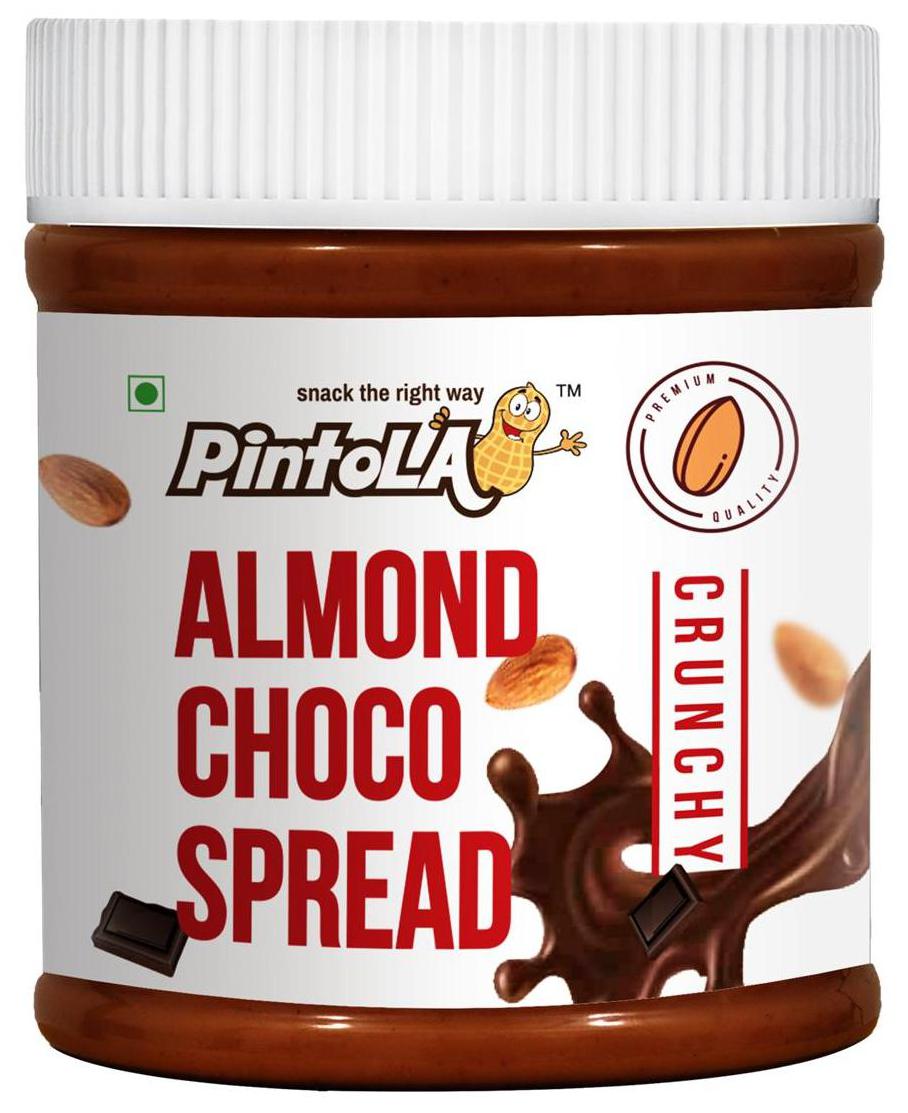 snack the right way
PintoLA
TM
PREMIUM
QUALITY
ALMOND
CHOCO
SPREAD
CRUNCHY